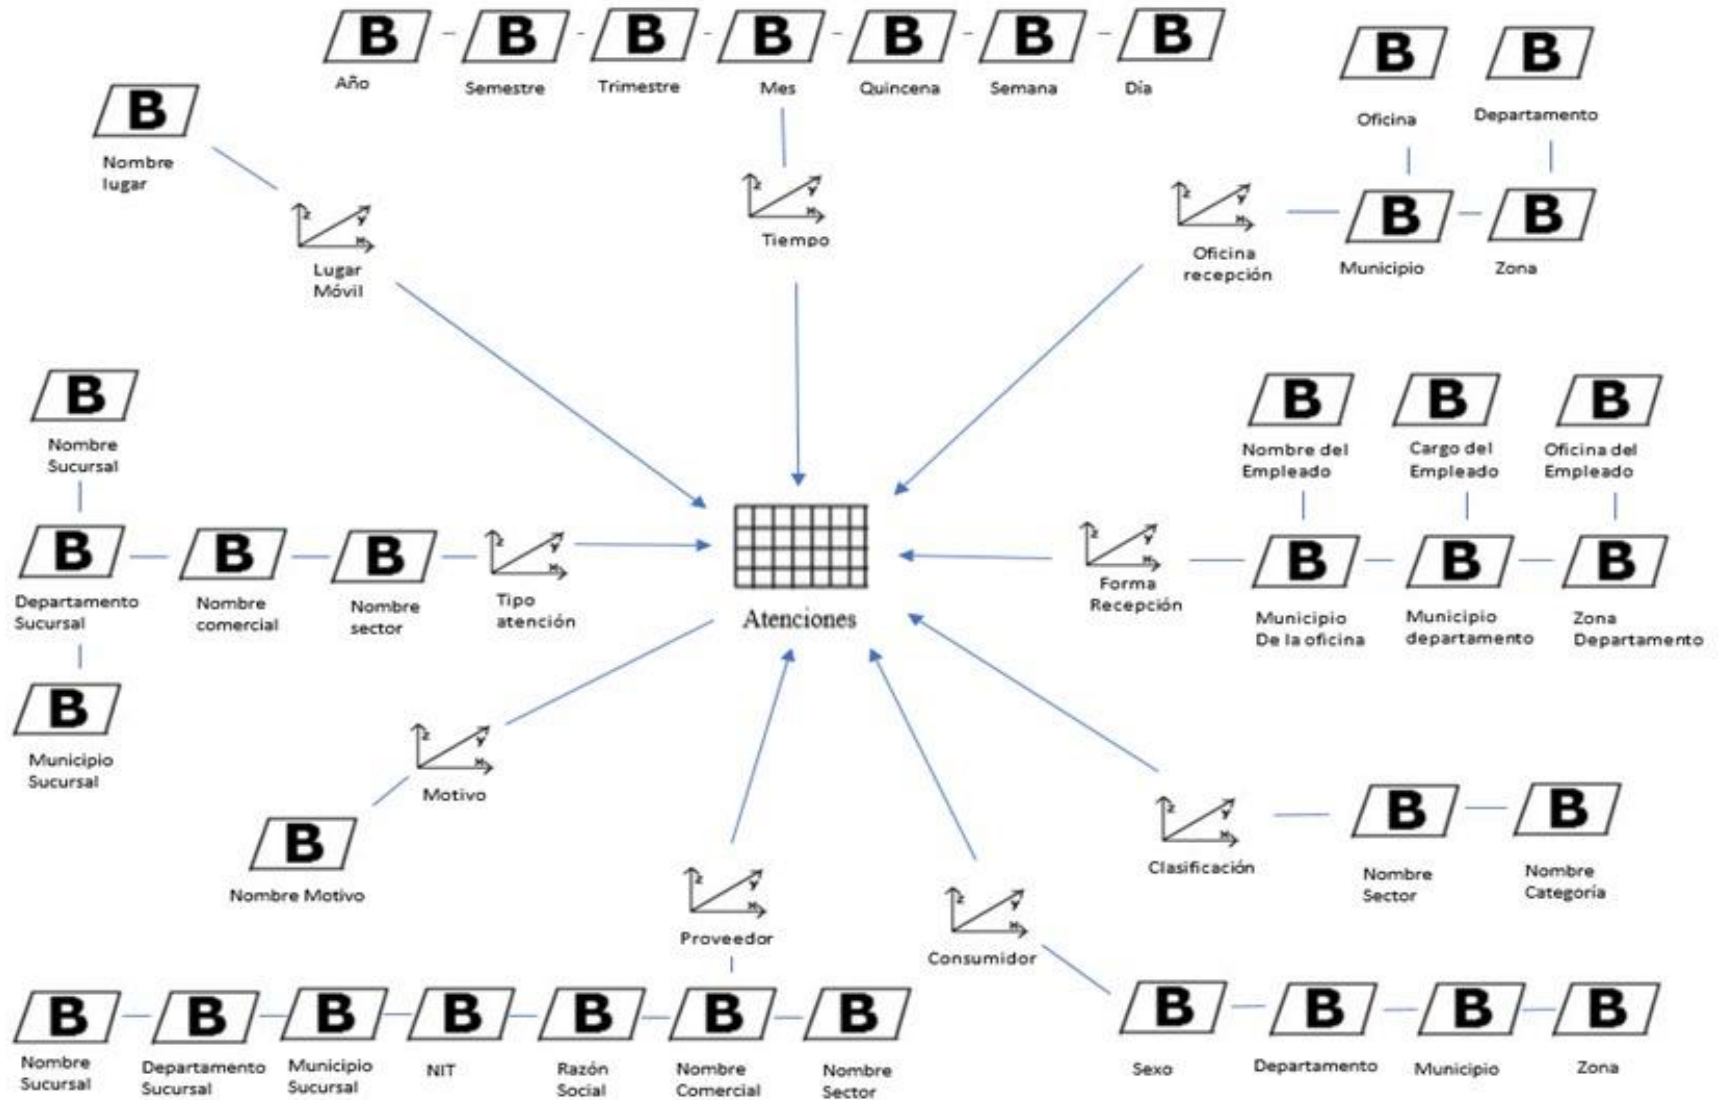 B B B B B B B
Año Semestre Trimestre Mes Quincena Semana Día
B
Nombre
lugar
z y x
Lugar
Móvil
z y x
Tiempo
B B
Oficina Departamento
z y x
Oficina
recepción
B B
Municipio Zona
B
Nombre
Sucursal
B B B
Departamento
Sucursal
Nombre
comercial
Nombre
sector
z y x
Tipo
atención
B
Municipio
Sucursal
Atenciones
B B B
Nombre del
Empleado
Cargo del
Empleado
Oficina del
Empleado
z y x
Forma
Recepción
B B B
Municipio
De la oficina
Municipio
departamento
Zona
Departamento
z y x
Motivo
B
Nombre Motivo
z y x
Clasificación
B B
Nombre
Sector
Nombre
Categoría
z y x
Proveedor
z y x
Consumidor
B B B B B B B
Nombre
Sucursal
Departamento
Sucursal
Municipio
Sucursal
NIT
Razón
Social
Nombre
Comercial
Nombre
Sector
B B B B
Sexo Departamento Municipio Zona